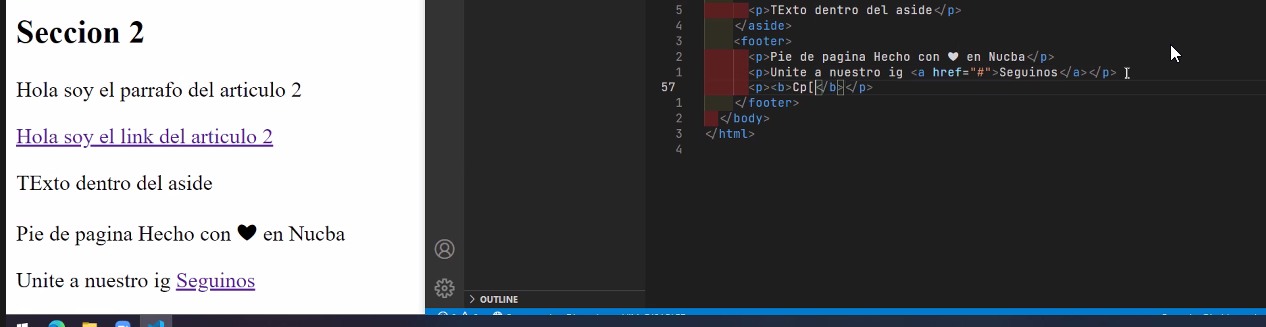 Seccion 2
Hola soy el parrafo del articulo 2
Hola soy el link del articulo 2
TExto dentro del aside
Pie de pagina Hecho con ♥ en Nucba
Unite a nuestro ig Seguinos
5 <p>TExto dentro del aside</p>
4 </aside>
3 <footer>
2 <p>Pie de pagina Hecho con ♥ en Nucba</p>
1 <p>Unite a nuestro ig <a href="#">Seguinos</a></p>
57 <p><b>Cp[</b></p>
1 </footer>
2 </body>
3 </html>
4
OUTLINE